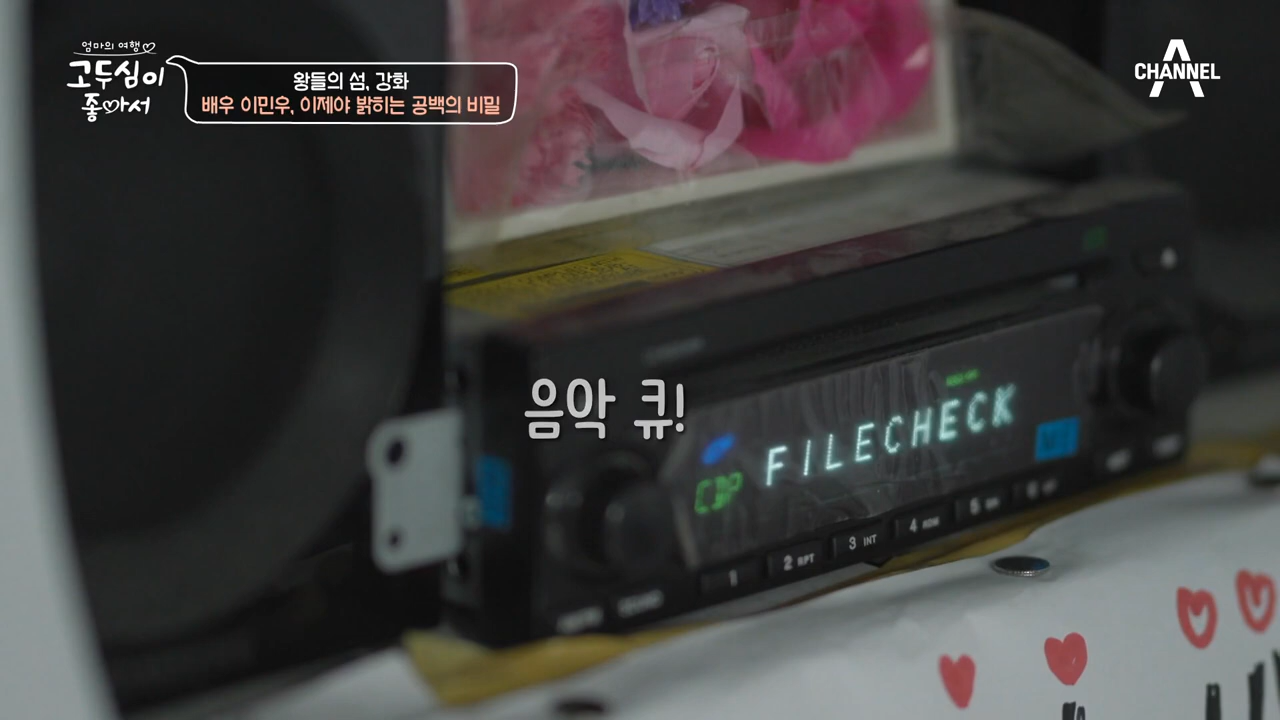 엄마의 여행
고두심이
좋아서
왕들의 섬, 강화
배우 이민우, 이제야 밝히는 공백의 비밀
CHANNEL A
음악 큐!
FILECHECK
CDP
1
2 RPT
3 INT
4 RDM
5
6